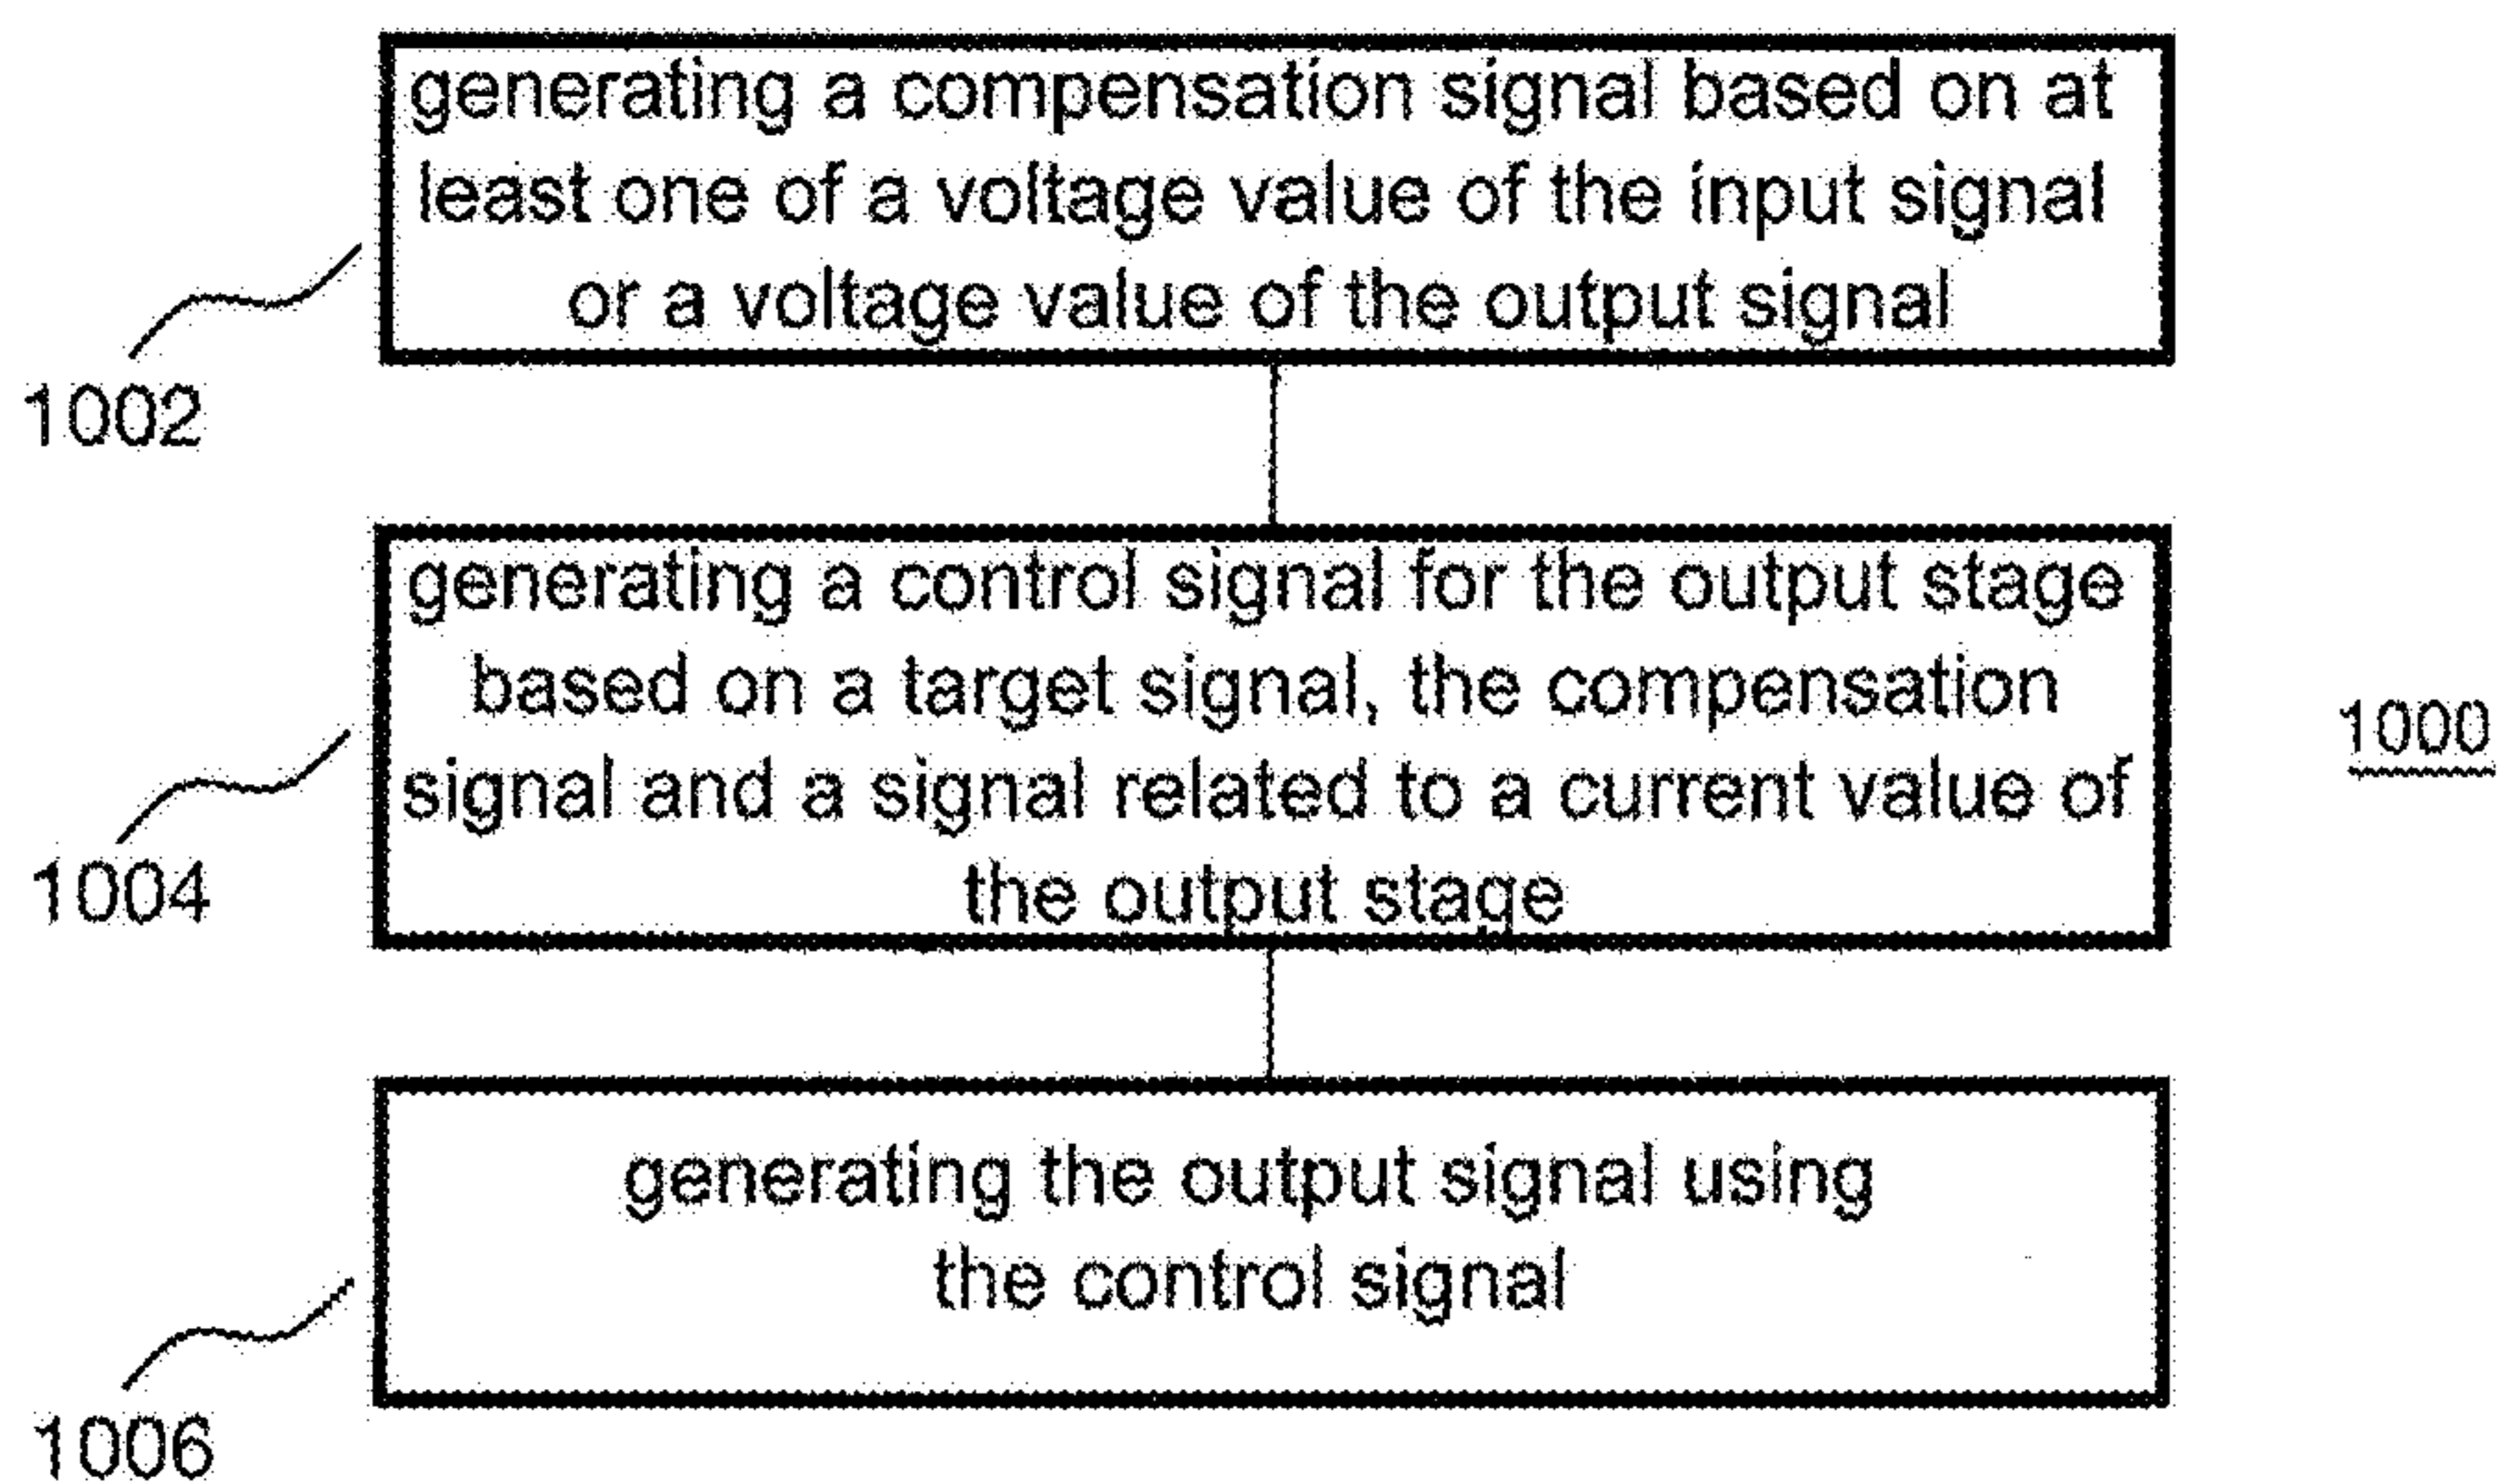 generating a compensation signal based on at
least one of a voltage value of the input signal
or a voltage value of the output signal
1002
generating a control signal for the output stage
based on a target signal, the compensation
signal and a signal related to a current value of
the output stage
1000
1004
generating the output signal using
the control signal
1006